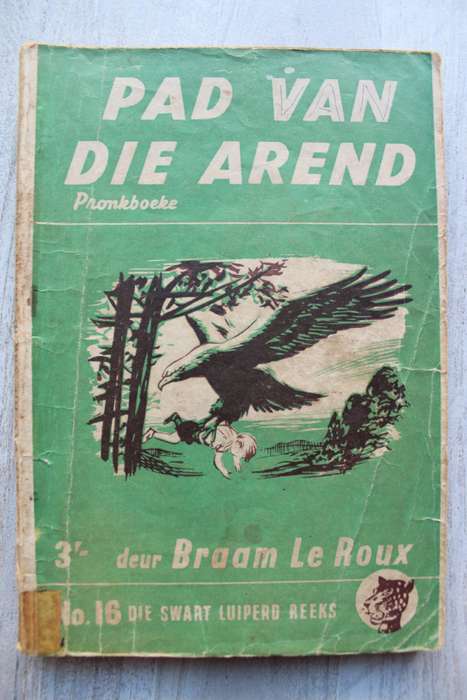 PAD VAN
DIE AREND
Pronkboeke
3'- deur Braam Le Roux
No. 16 DIE SWART LUIPERD REEKS